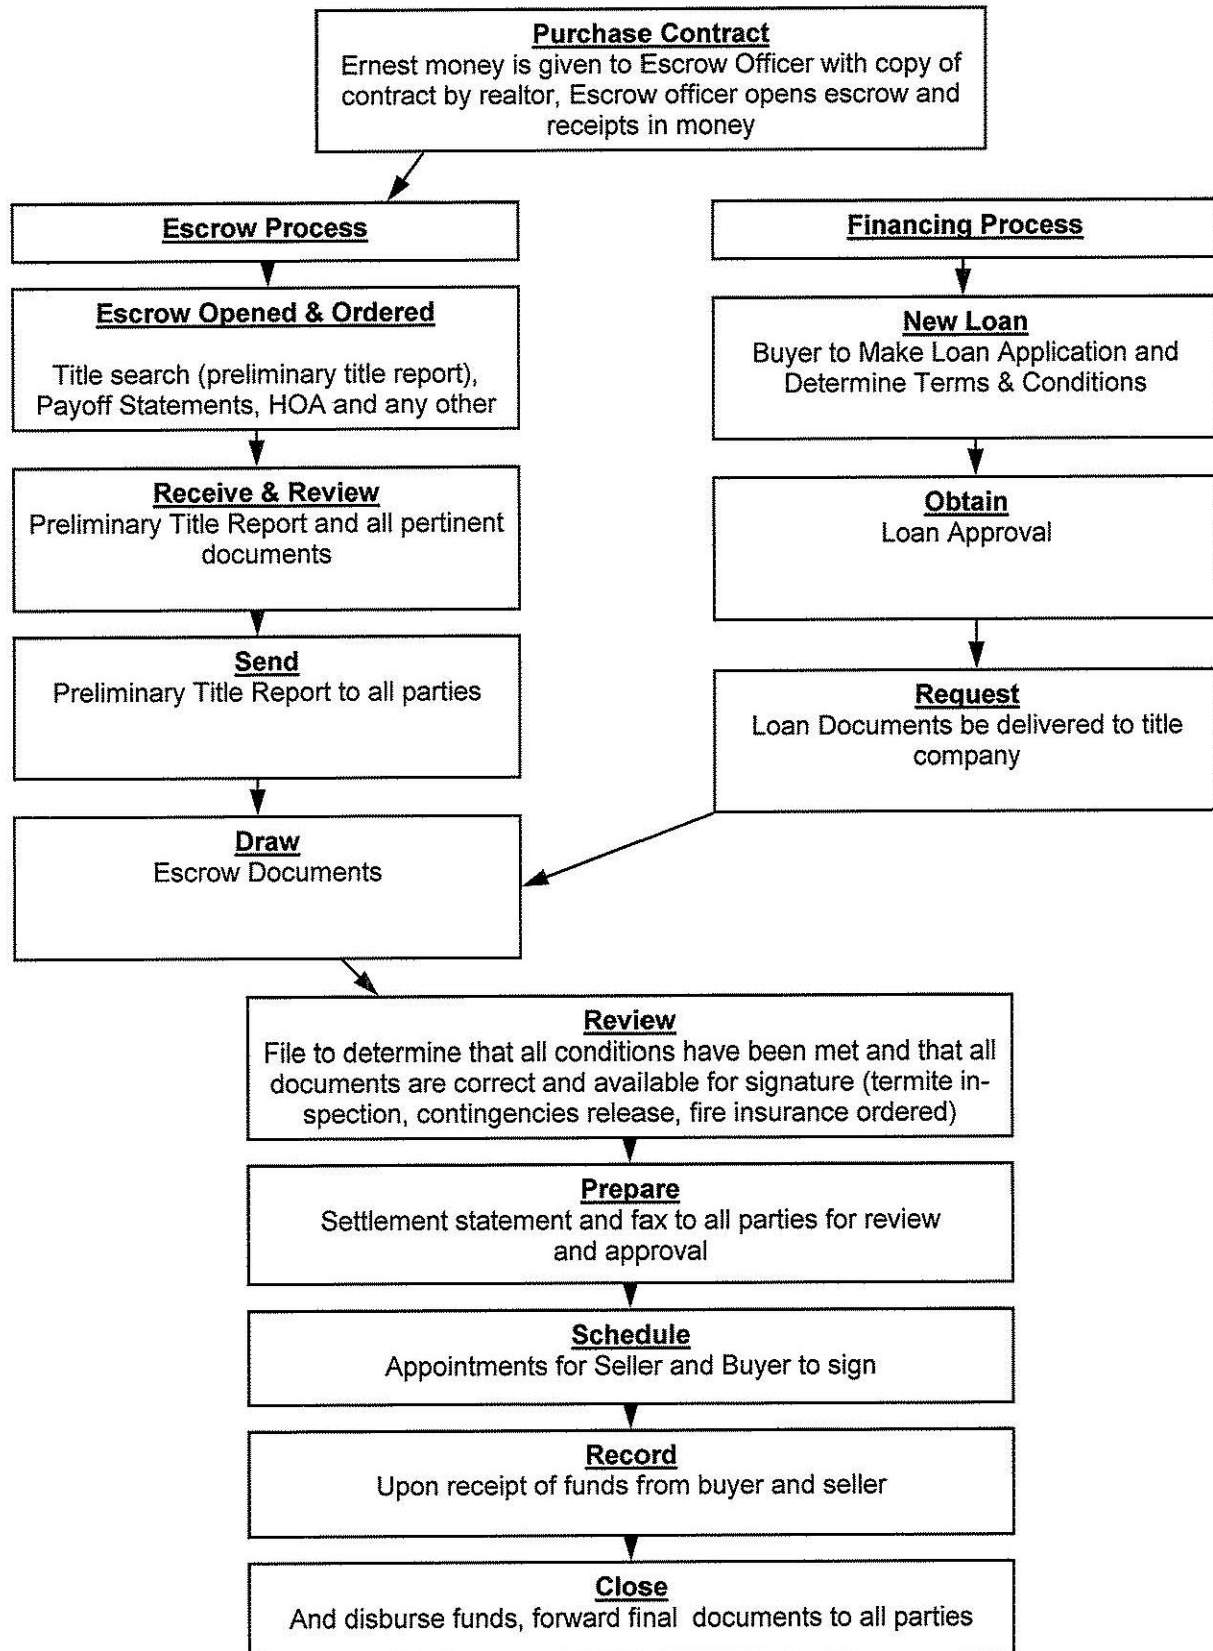 Purchase Contract
Ernest money is given to Escrow Officer with copy of
contract by realtor, Escrow officer opens escrow and
receipts in money
Escrow Process
Escrow Opened & Ordered
Title search (preliminary title report),
Payoff Statements, HOA and any other
Receive & Review
Preliminary Title Report and all pertinent
documents
Send
Preliminary Title Report to all parties
Draw
Escrow Documents
Financing Process
New Loan
Buyer to Make Loan Application and
Determine Terms & Conditions
Obtain
Loan Approval
Request
Loan Documents be delivered to title
company
Review
File to determine that all conditions have been met and that all
documents are correct and available for signature (termite in-
spection, contingencies release, fire insurance ordered)
Prepare
Settlement statement and fax to all parties for review
and approval
Schedule
Appointments for Seller and Buyer to sign
Record
Upon receipt of funds from buyer and seller
Close
And disburse funds, forward final documents to all parties